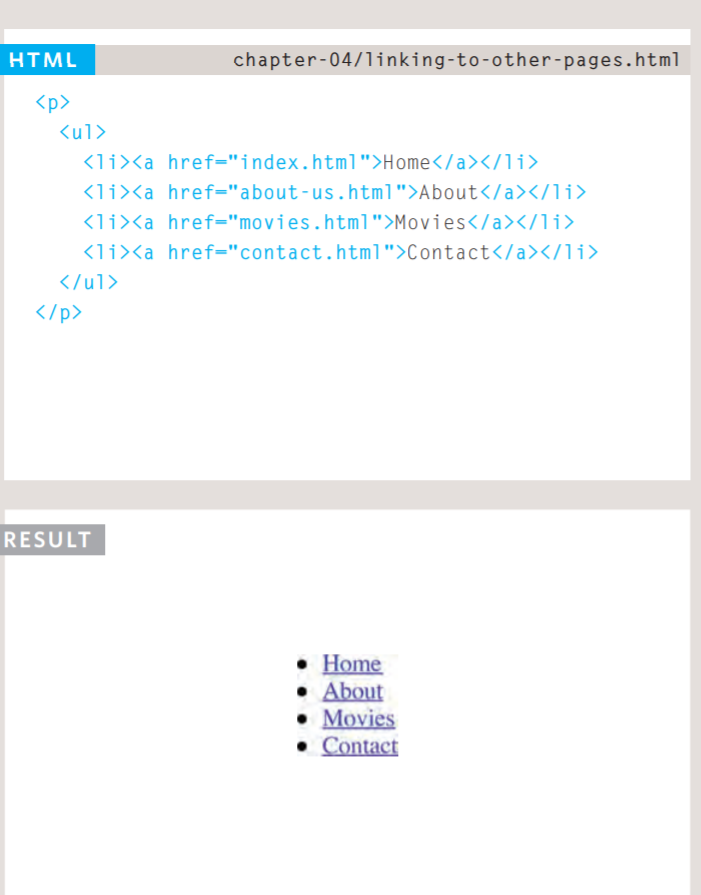 HTML chapter-04/linking-to-other-pages.html
<p>
<ul>
<li><a href="index.html">Home</a></li>
<li><a href="about-us.html">About</a></li>
<li><a href="movies.html">Movies</a></li>
<li><a href="contact.html">Contact</a></li>
</ul>
</p>
RESULT
• Home
• About
• Movies
• Contact